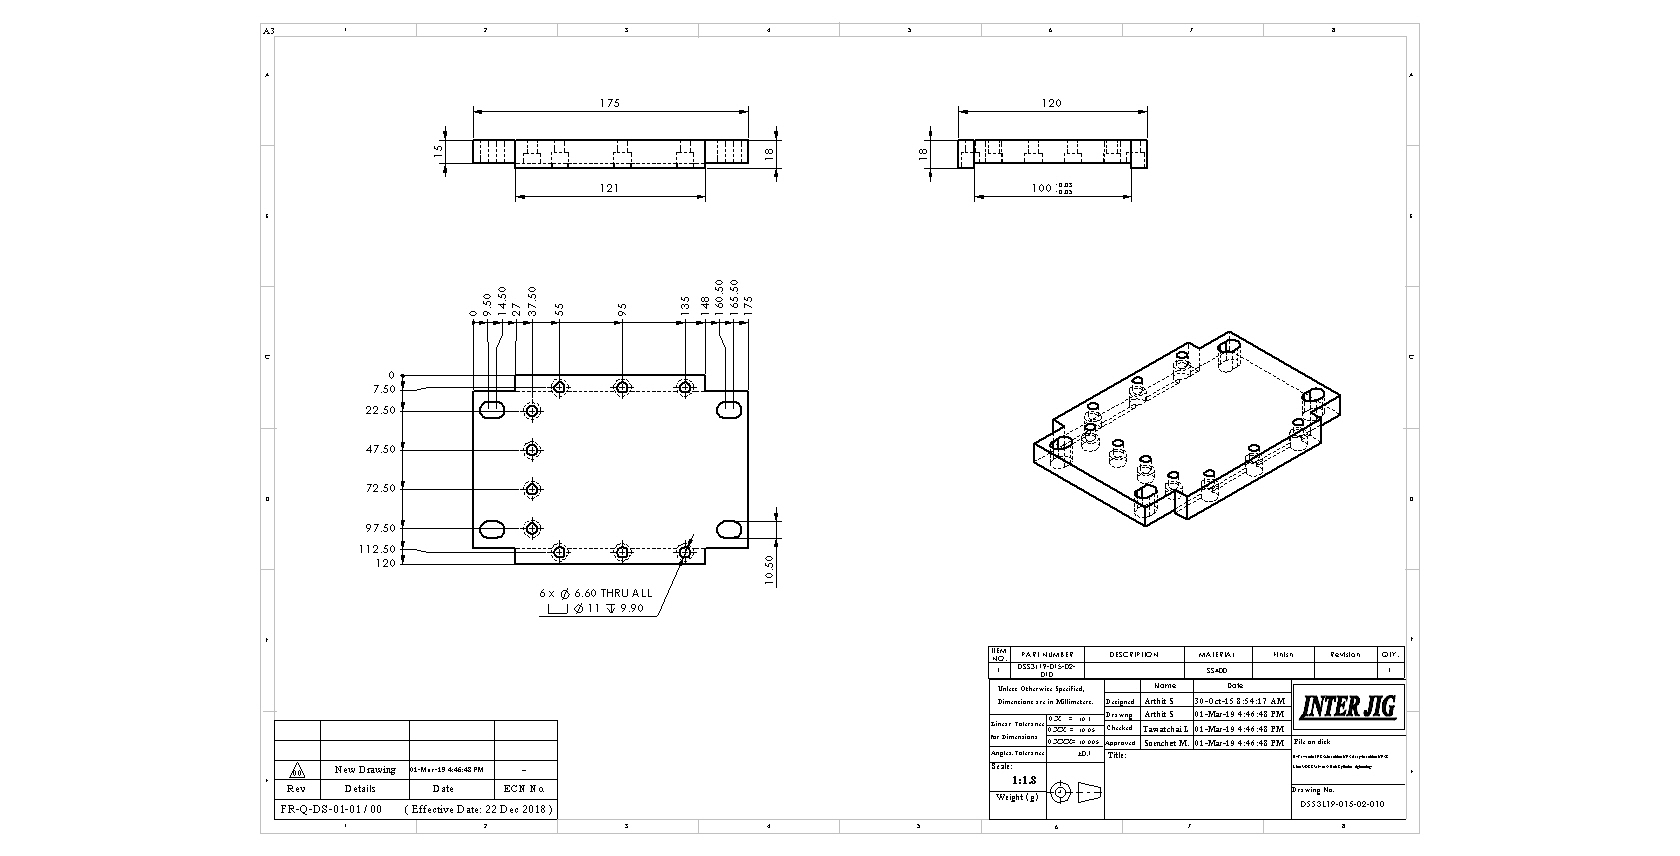 A3
1 2 3 4 5 6 7 8
A A
175
120
15
18
18
121
100 -0.03
-0.05
0
9.50
14.50
27
37.50
55
95
135
148
160.50
165.50
175
0
7.50
22.50
47.50
72.50
97.50
112.50
120
10.50
6 x Ø 6.60 THRU ALL
⌴ Ø 11 ↧ 9.90
ITEM NO. PART NUMBER DESCRIPTION MATERIAL Finish Revision QTY.
1 DSS3L19-015-02-010 SS400 1
Unless Otherwise Specified,
Dimensions are in Millimeters.
Linear Tolerance
for Dimensions
0.X = ±0.1
0.XX = ±0.05
0.XXX= ±0.005
Angles Tolerance ±0.1
Scale:
1:1.8
Weight (g)
Name Date
Designed Arthit S 30-Oct-15 8:54:17 AM
Drawing Arthit S 01-Mar-19 4:46:48 PM
Checked Tawatchai L 01-Mar-19 4:46:48 PM
Approved Somchet M. 01-Mar-19 4:46:48 PM
Title:
INTER JIG
File on disk
Drawing No.
DSS3L19-015-02-010
00 New Drawing 01-Mar-19 4:46:48 PM -
Rev Details Date ECN No.
FR-Q-DS-01-01 / 00 ( Effective Date: 22 Dec 2018 )
1 2 3 4 5 6 7 8